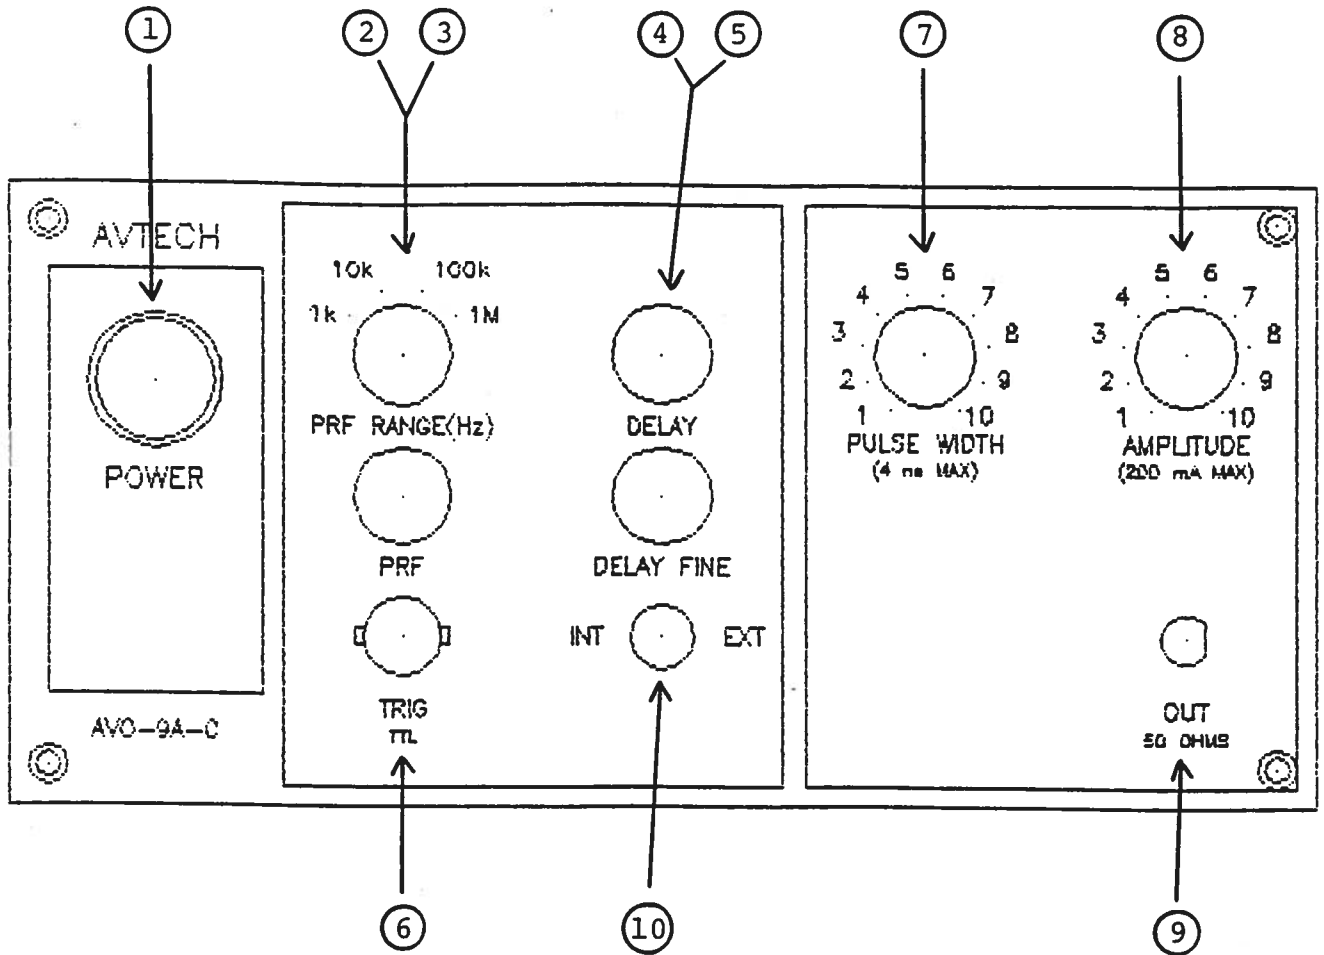 1 2 3 4 5 7 8
AVTECH
POWER
AVO-9A-C
1k 10k 100k 1M
PRF RANGE(Hz)
PRF
TRIG
TTL
DELAY
DELAY FINE
INT EXT
1 2 3 4 5 6 7 8 9 10
PULSE WIDTH
(4 ns MAX)
1 2 3 4 5 6 7 8 9 10
AMPLITUDE
(200 mA MAX)
OUT
50 OHMS
6 10 9